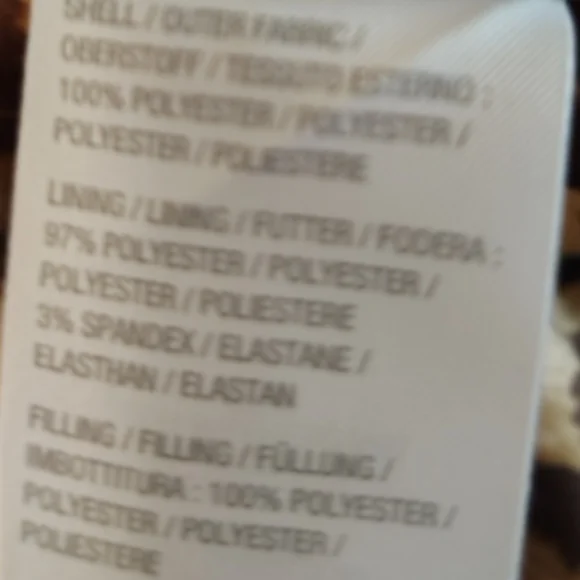 SHELL / OUTER FABRIC /
OBERSTOFF / TESSUTO ESTERNO :
100% POLYESTER / POLYESTER /
POLYESTER / POLIESTERE
LINING / LINING / FUTTER / FODERA :
97% POLYESTER / POLYESTER /
POLYESTER / POLIESTERE
3% SPANDEX / ELASTANE /
ELASTHAN / ELASTAN
FILLING / FILLING / FÜLLUNG /
IMBOTTITURA : 100% POLYESTER /
POLYESTER / POLYESTER /
POLIESTERE